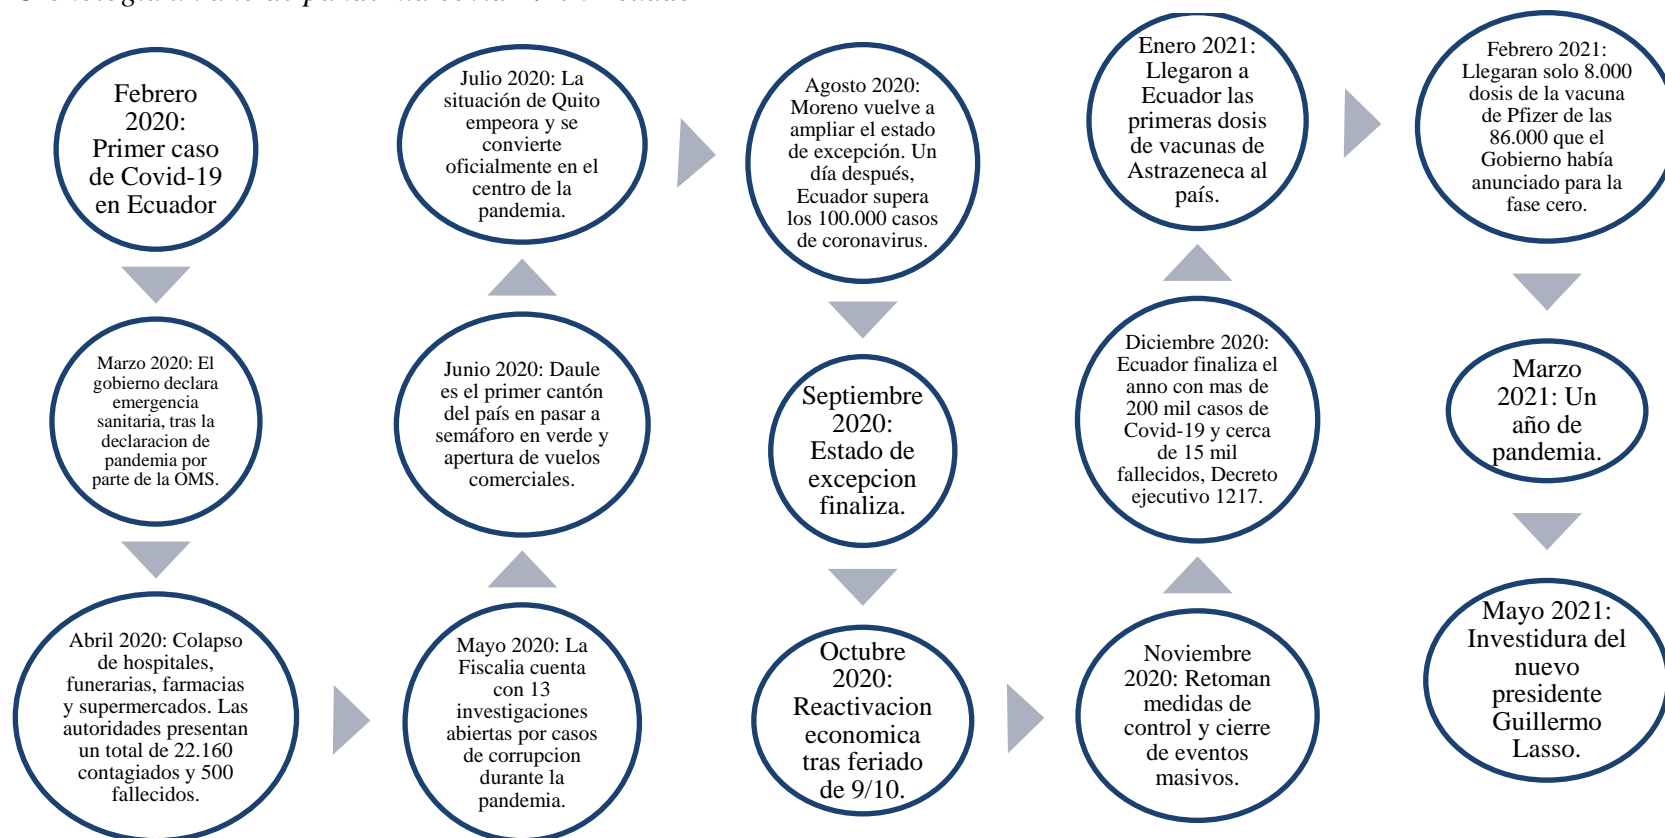 Febrero
2020:
Primer caso
de Covid-19
en Ecuador
Marzo 2020: El
gobierno declara
emergencia
sanitaria, tras la
declaracion de
pandemia por
parte de la OMS.
Abril 2020: Colapso
de hospitales,
funerarias, farmacias
y supermercados. Las
autoridades presentan
un total de 22.160
contagiados y 500
fallecidos.
Mayo 2020: La
Fiscalia cuenta
con 13
investigaciones
abiertas por casos
de corrupcion
durante la
pandemia.
Junio 2020: Daule
es el primer cantón
del país en pasar a
semáforo en verde y
apertura de vuelos
comerciales.
Julio 2020: La
situación de Quito
empeora y se
convierte
oficialmente en el
centro de la
pandemia.
Agosto 2020:
Moreno vuelve a
ampliar el estado
de excepción. Un
día después,
Ecuador supera
los 100.000 casos
de coronavirus.
Septiembre
2020:
Estado de
excepcion
finaliza.
Octubre
2020:
Reactivacion
economica
tras feriado
de 9/10.
Noviembre
2020: Retoman
medidas de
control y cierre
de eventos
masivos.
Diciembre 2020:
Ecuador finaliza el
anno con mas de
200 mil casos de
Covid-19 y cerca
de 15 mil
fallecidos, Decreto
ejecutivo 1217.
Enero 2021:
Llegaron a
Ecuador las
primeras dosis
de vacunas de
Astrazeneca al
país.
Febrero 2021:
Llegaran solo 8.000
dosis de la vacuna
de Pfizer de las
86.000 que el
Gobierno había
anunciado para la
fase cero.
Marzo
2021: Un
año de
pandemia.
Mayo 2021:
Investidura del
nuevo
presidente
Guillermo
Lasso.